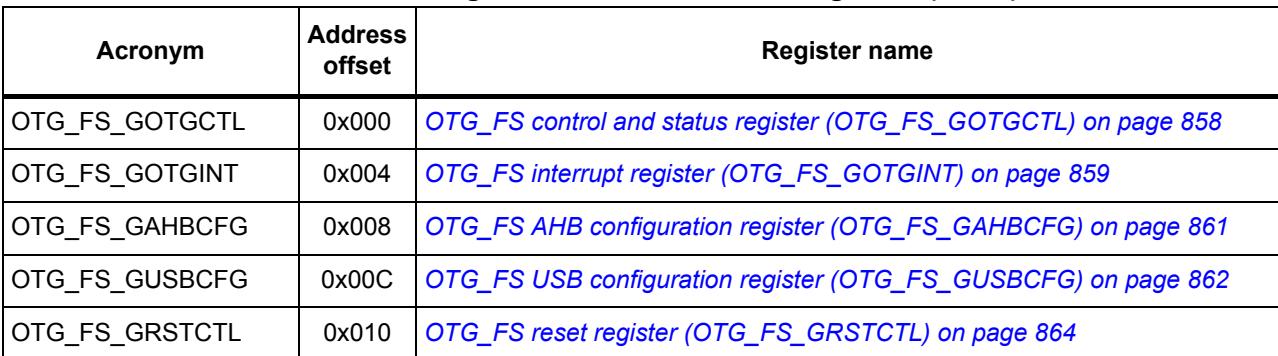 Acronym Address offset Register name
OTG_FS_GOTGCTL 0x000 OTG_FS control and status register (OTG_FS_GOTGCTL) on page 858
OTG_FS_GOTGINT 0x004 OTG_FS interrupt register (OTG_FS_GOTGINT) on page 859
OTG_FS_GAHBCFG 0x008 OTG_FS AHB configuration register (OTG_FS_GAHBCFG) on page 861
OTG_FS_GUSBCFG 0x00C OTG_FS USB configuration register (OTG_FS_GUSBCFG) on page 862
OTG_FS_GRSTCTL 0x010 OTG_FS reset register (OTG_FS_GRSTCTL) on page 864